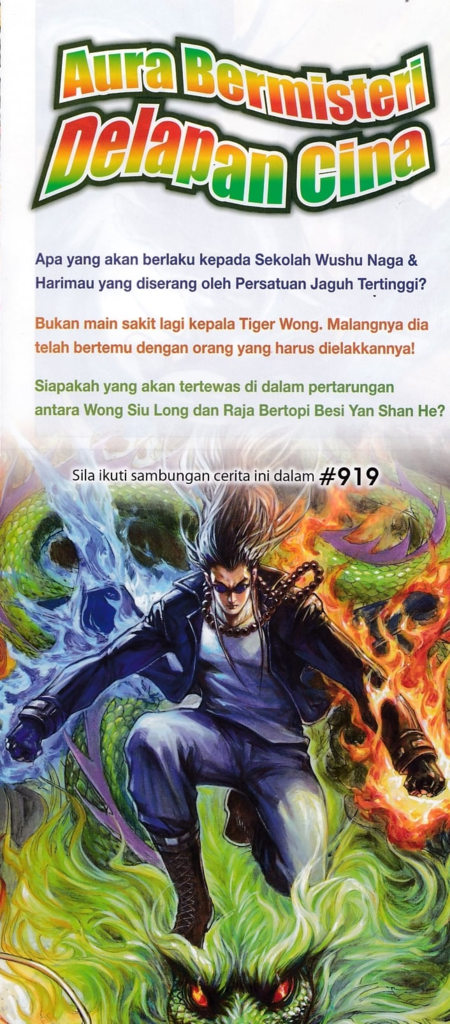 Aura Bermisteri
Delapan Cina
Apa yang akan berlaku kepada Sekolah Wushu Naga &
Harimau yang diserang oleh Persatuan Jaguh Tertinggi?
Bukan main sakit lagi kepala Tiger Wong. Malangnya dia
telah bertemu dengan orang yang harus dielakkannya!
Siapakah yang akan tertewas di dalam pertarungan
antara Wong Siu Long dan Raja Bertopi Besi Yan Shan He?
Sila ikuti sambungan cerita ini dalam #919